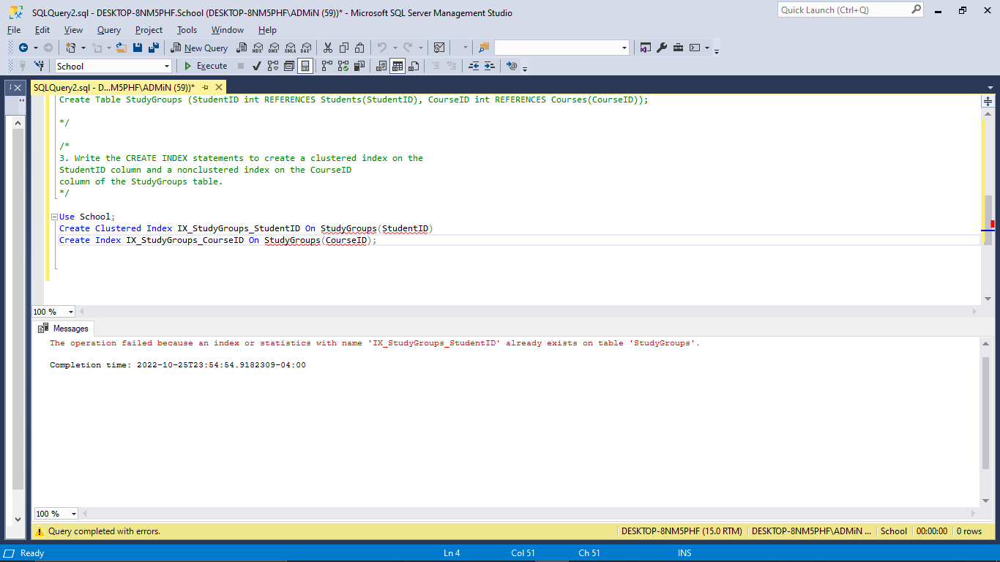 SQLQuery2.sql - DESKTOP-8NM5PHF.School (DESKTOP-8NM5PHF\ADMiN (59))* - Microsoft SQL Server Management Studio
Quick Launch (Ctrl+Q)
File Edit View Query Project Tools Window Help
New Query
MDX DMX XMLA DAX
School
Execute
SQLQuery2.sql - D...M5PHF\ADMiN (59))*
Create Table StudyGroups (StudentID int REFERENCES Students(StudentID), CourseID int REFERENCES Courses(CourseID));
*/
/*
3. Write the CREATE INDEX statements to create a clustered index on the
StudentID column and a nonclustered index on the CourseID
column of the StudyGroups table.
*/
Use School;
Create Clustered Index IX_StudyGroups_StudentID On StudyGroups(StudentID)
Create Index IX_StudyGroups_CourseID On StudyGroups(CourseID);
100 %
Messages
The operation failed because an index or statistics with name 'IX_StudyGroups_StudentID' already exists on table 'StudyGroups'.
Completion time: 2022-10-25T23:54:54.9182309-04:00
100 %
Query completed with errors.
DESKTOP-8NM5PHF (15.0 RTM)
DESKTOP-8NM5PHF\ADMiN ...
School
00:00:00
0 rows
Ready
Ln 4
Col 51
Ch 51
INS